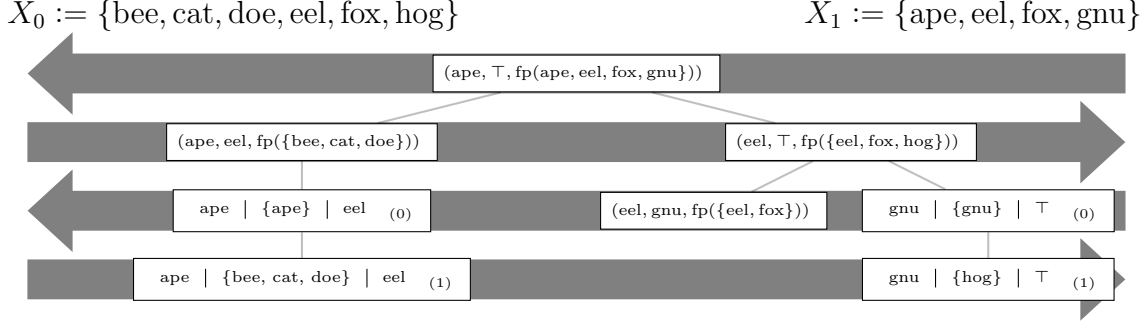 X₀ := {bee, cat, doe, eel, fox, hog} X₁ := {ape, eel, fox, gnu}
(ape, ⊤, fp(ape, eel, fox, gnu}))
(ape, eel, fp({bee, cat, doe})) (eel, ⊤, fp({eel, fox, hog}))
ape | {ape} | eel (0) (eel, gnu, fp({eel, fox})) gnu | {gnu} | ⊤ (0)
ape | {bee, cat, doe} | eel (1) gnu | {hog} | ⊤ (1)